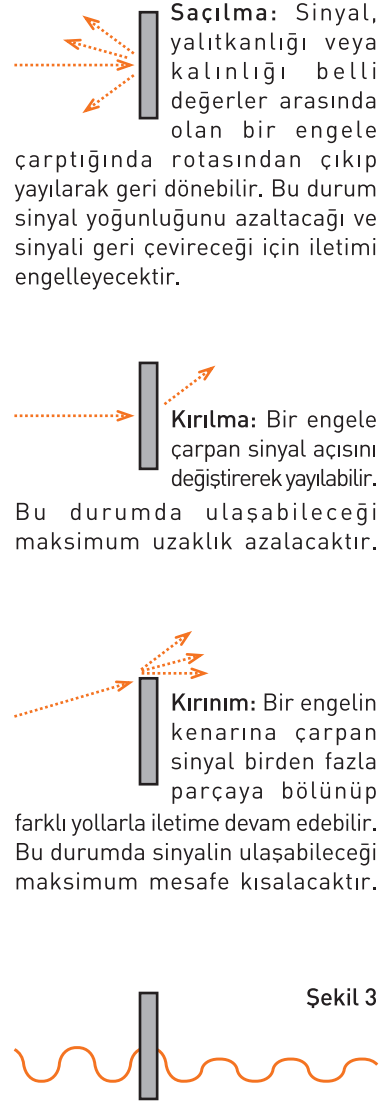 Saçılma: Sinyal,
yalıtkanlığı veya
kalınlığı belli
değerler arasında
olan bir engele
çarptığında rotasından çıkıp
yayılarak geri dönebilir. Bu durum
sinyal yoğunluğunu azaltacağı ve
sinyali geri çevireceği için iletimi
engelleyecektir.
Kırılma: Bir engele
çarpan sinyal açısını
değiştirerek yayılabilir.
Bu durumda ulaşabileceği
maksimum uzaklık azalacaktır.
Kırınım: Bir engelin
kenarına çarpan
sinyal birden fazla
parçaya bölünüp
farklı yollarla iletime devam edebilir.
Bu durumda sinyalin ulaşabileceği
maksimum mesafe kısalacaktır.
Şekil 3